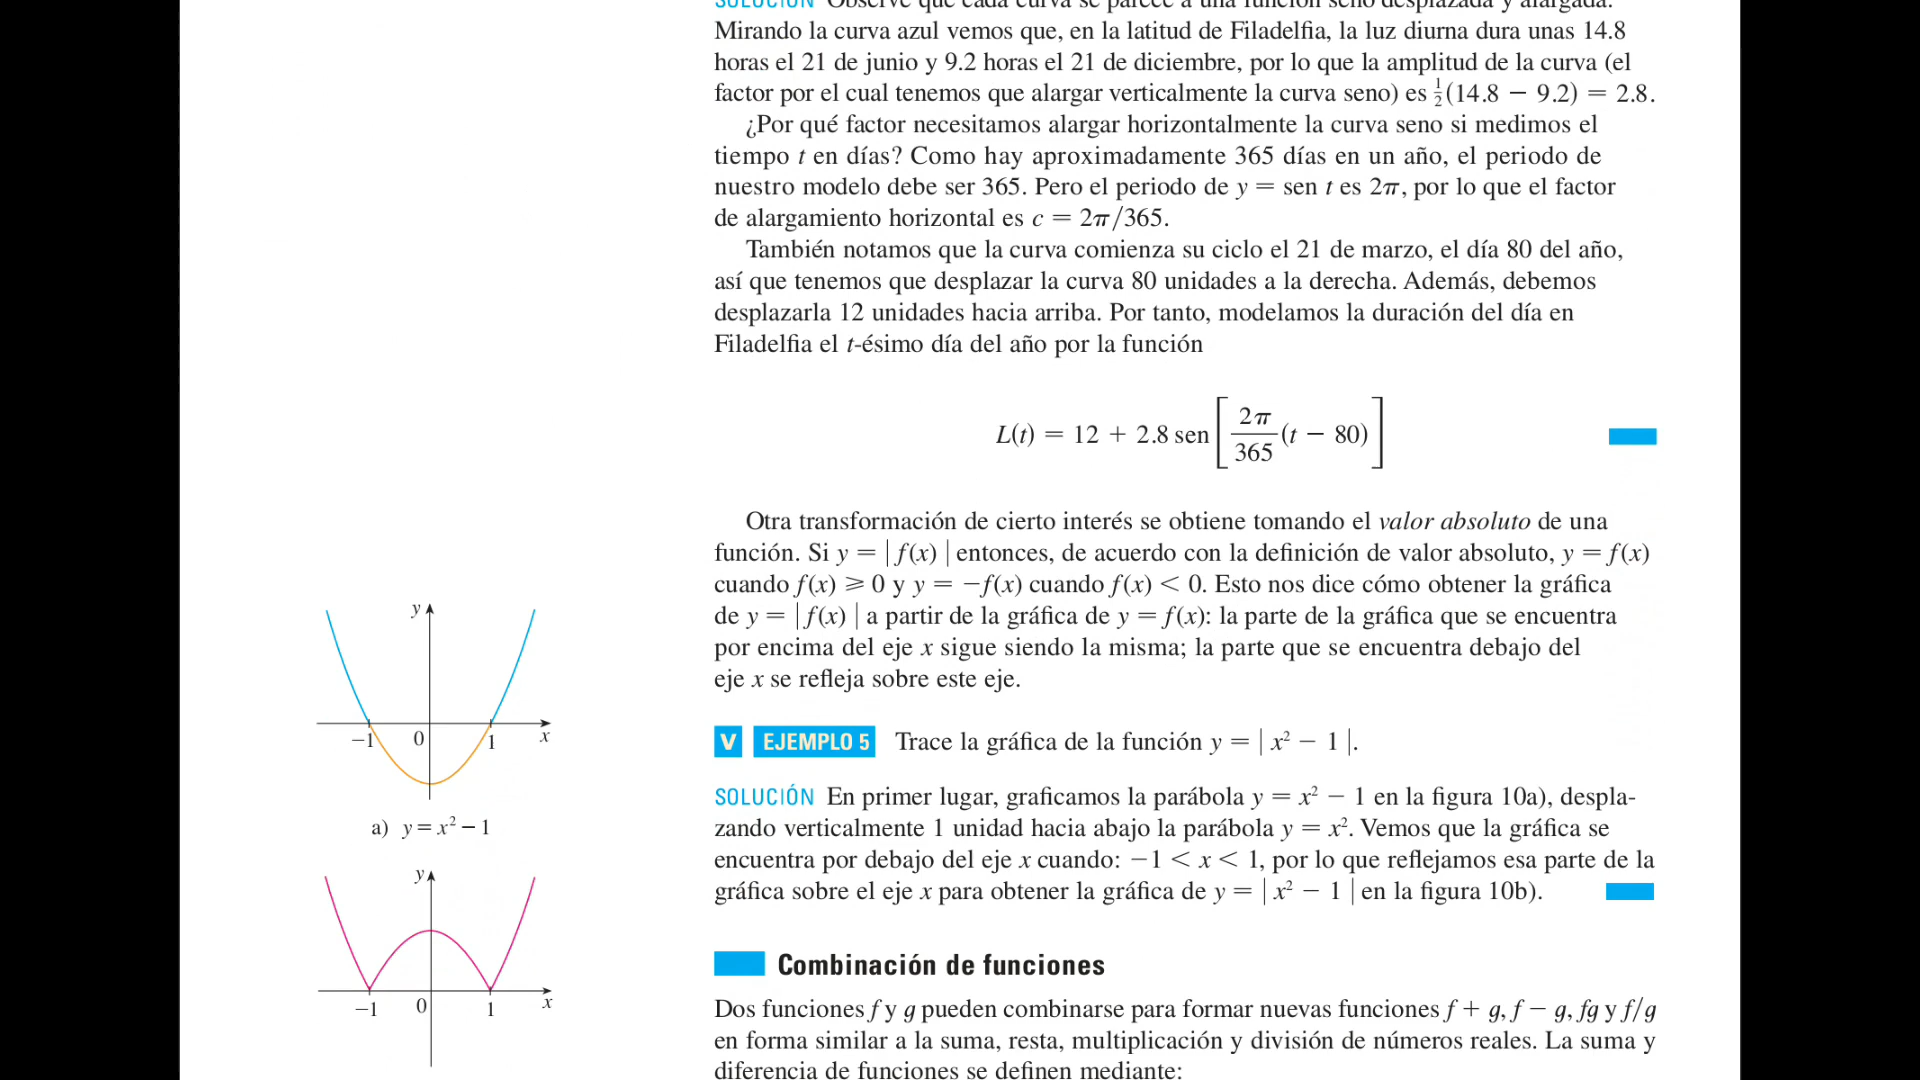 SOLUCIÓN Observe que cada curva se parece a una función seno desplazada y alargada.
Mirando la curva azul vemos que, en la latitud de Filadelfia, la luz diurna dura unas 14.8
horas el 21 de junio y 9.2 horas el 21 de diciembre, por lo que la amplitud de la curva (el
factor por el cual tenemos que alargar verticalmente la curva seno) es ½(14.8 − 9.2) = 2.8.
¿Por qué factor necesitamos alargar horizontalmente la curva seno si medimos el
tiempo t en días? Como hay aproximadamente 365 días en un año, el periodo de
nuestro modelo debe ser 365. Pero el periodo de y = sen t es 2π, por lo que el factor
de alargamiento horizontal es c = 2π/365.
También notamos que la curva comienza su ciclo el 21 de marzo, el día 80 del año,
así que tenemos que desplazar la curva 80 unidades a la derecha. Además, debemos
desplazarla 12 unidades hacia arriba. Por tanto, modelamos la duración del día en
Filadelfia el t-ésimo día del año por la función
L(t) = 12 + 2.8 sen[2π/365 (t − 80)]
Otra transformación de cierto interés se obtiene tomando el valor absoluto de una
función. Si y = |f(x)| entonces, de acuerdo con la definición de valor absoluto, y = f(x)
cuando f(x) ⩾ 0 y y = −f(x) cuando f(x) < 0. Esto nos dice cómo obtener la gráfica
de y = |f(x)| a partir de la gráfica de y = f(x): la parte de la gráfica que se encuentra
por encima del eje x sigue siendo la misma; la parte que se encuentra debajo del
eje x se refleja sobre este eje.
y
−1 0 1 x
a) y = x² − 1
V EJEMPLO 5 Trace la gráfica de la función y = |x² − 1|.
SOLUCIÓN En primer lugar, graficamos la parábola y = x² − 1 en la figura 10a), despla-
zando verticalmente 1 unidad hacia abajo la parábola y = x². Vemos que la gráfica se
encuentra por debajo del eje x cuando: −1 < x < 1, por lo que reflejamos esa parte de la
gráfica sobre el eje x para obtener la gráfica de y = |x² − 1| en la figura 10b).
y
−1 0 1 x
Combinación de funciones
Dos funciones f y g pueden combinarse para formar nuevas funciones f + g, f − g, fg y f/g
en forma similar a la suma, resta, multiplicación y división de números reales. La suma y
diferencia de funciones se definen mediante: